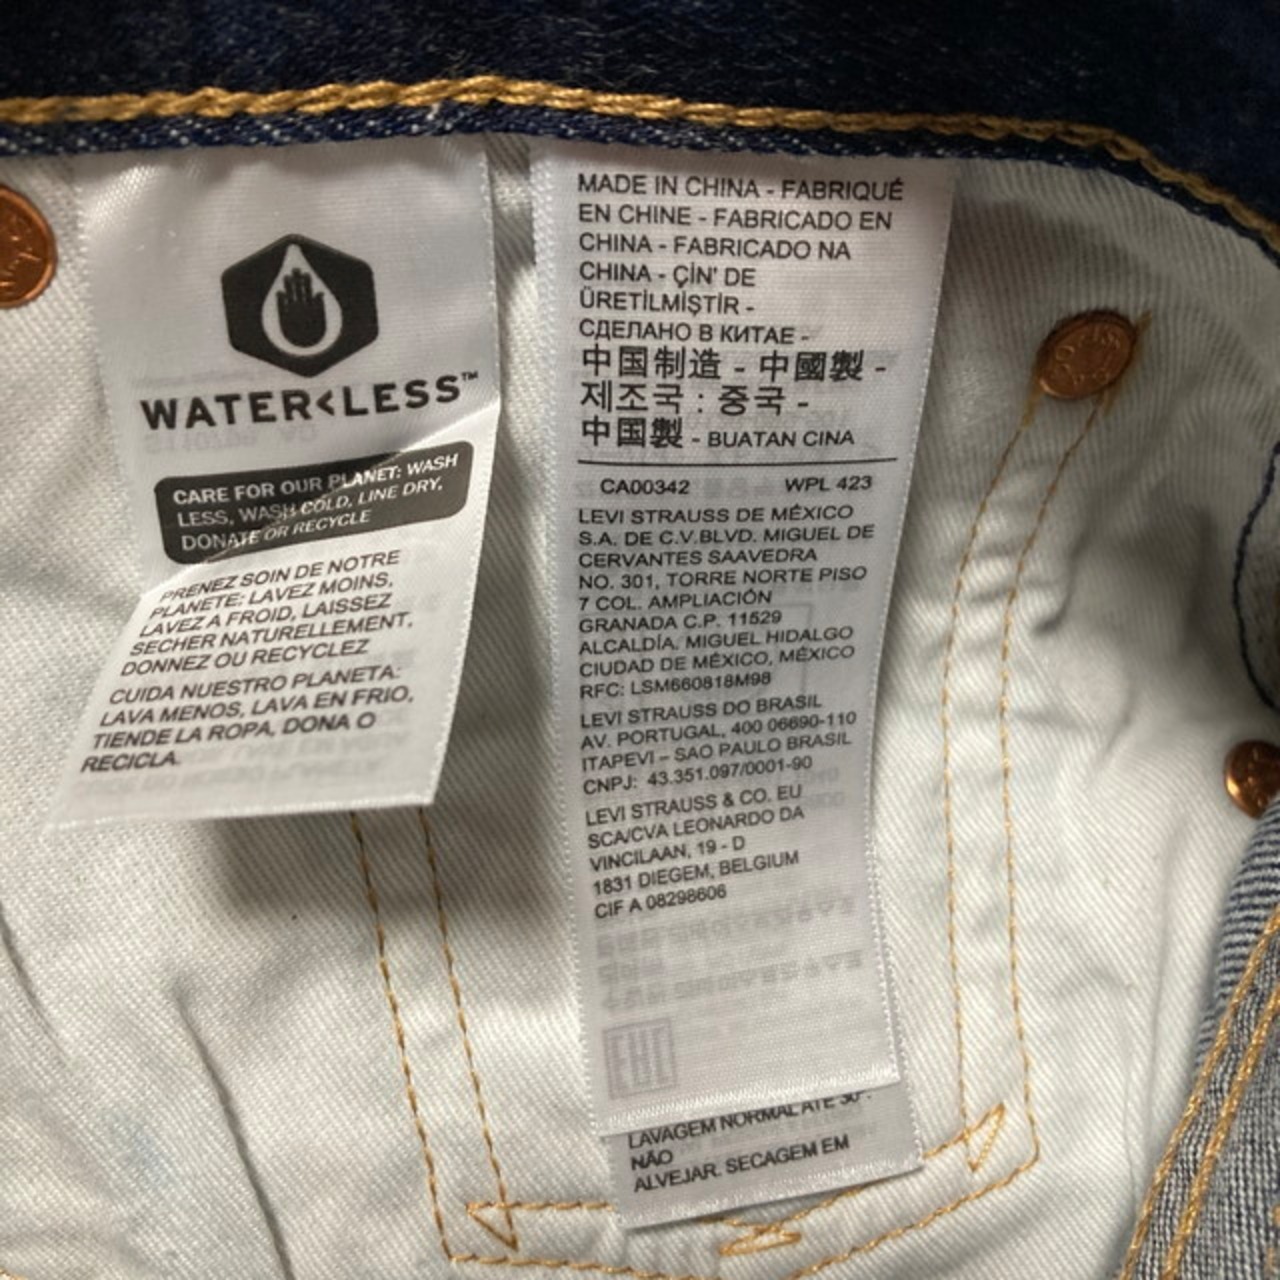 WATER<LESS™
CARE FOR OUR PLANET: WASH
LESS, WASH COLD, LINE DRY,
DONATE OR RECYCLE
PRENEZ SOIN DE NOTRE
PLANETE: LAVEZ MOINS,
LAVEZ A FROID, LAISSEZ
SECHER NATURELLEMENT,
DONNEZ OU RECYCLEZ
CUIDA NUESTRO PLANETA:
LAVA MENOS, LAVA EN FRIO,
TIENDE LA ROPA, DONA O
RECICLA.
MADE IN CHINA - FABRIQUÉ
EN CHINE - FABRICADO EN
CHINA - FABRICADO NA
CHINA - ÇİN' DE
ÜRETİLMİŞTİR -
СДЕЛАНО В КИТАЕ -
中国制造 - 中國製 -
제조국 : 중국 -
中国製 - BUATAN CINA
CA00342 WPL 423
LEVI STRAUSS DE MÉXICO
S.A. DE C.V.BLVD. MIGUEL DE
CERVANTES SAAVEDRA
NO. 301, TORRE NORTE PISO
7 COL. AMPLIACIÓN
GRANADA C.P. 11529
ALCALDÍA. MIGUEL HIDALGO
CIUDAD DE MÉXICO, MÉXICO
RFC: LSM660818M98
LEVI STRAUSS DO BRASIL
AV. PORTUGAL, 400 06690-110
ITAPEVI – SAO PAULO BRASIL
CNPJ: 43.351.097/0001-90
LEVI STRAUSS & CO. EU
SCA/CVA LEONARDO DA
VINCILAAN, 19 - D
1831 DIEGEM, BELGIUM
CIF A 08298606
LAVAGEM NORMAL ATE 30°.
NÃO
ALVEJAR. SECAGEM EM